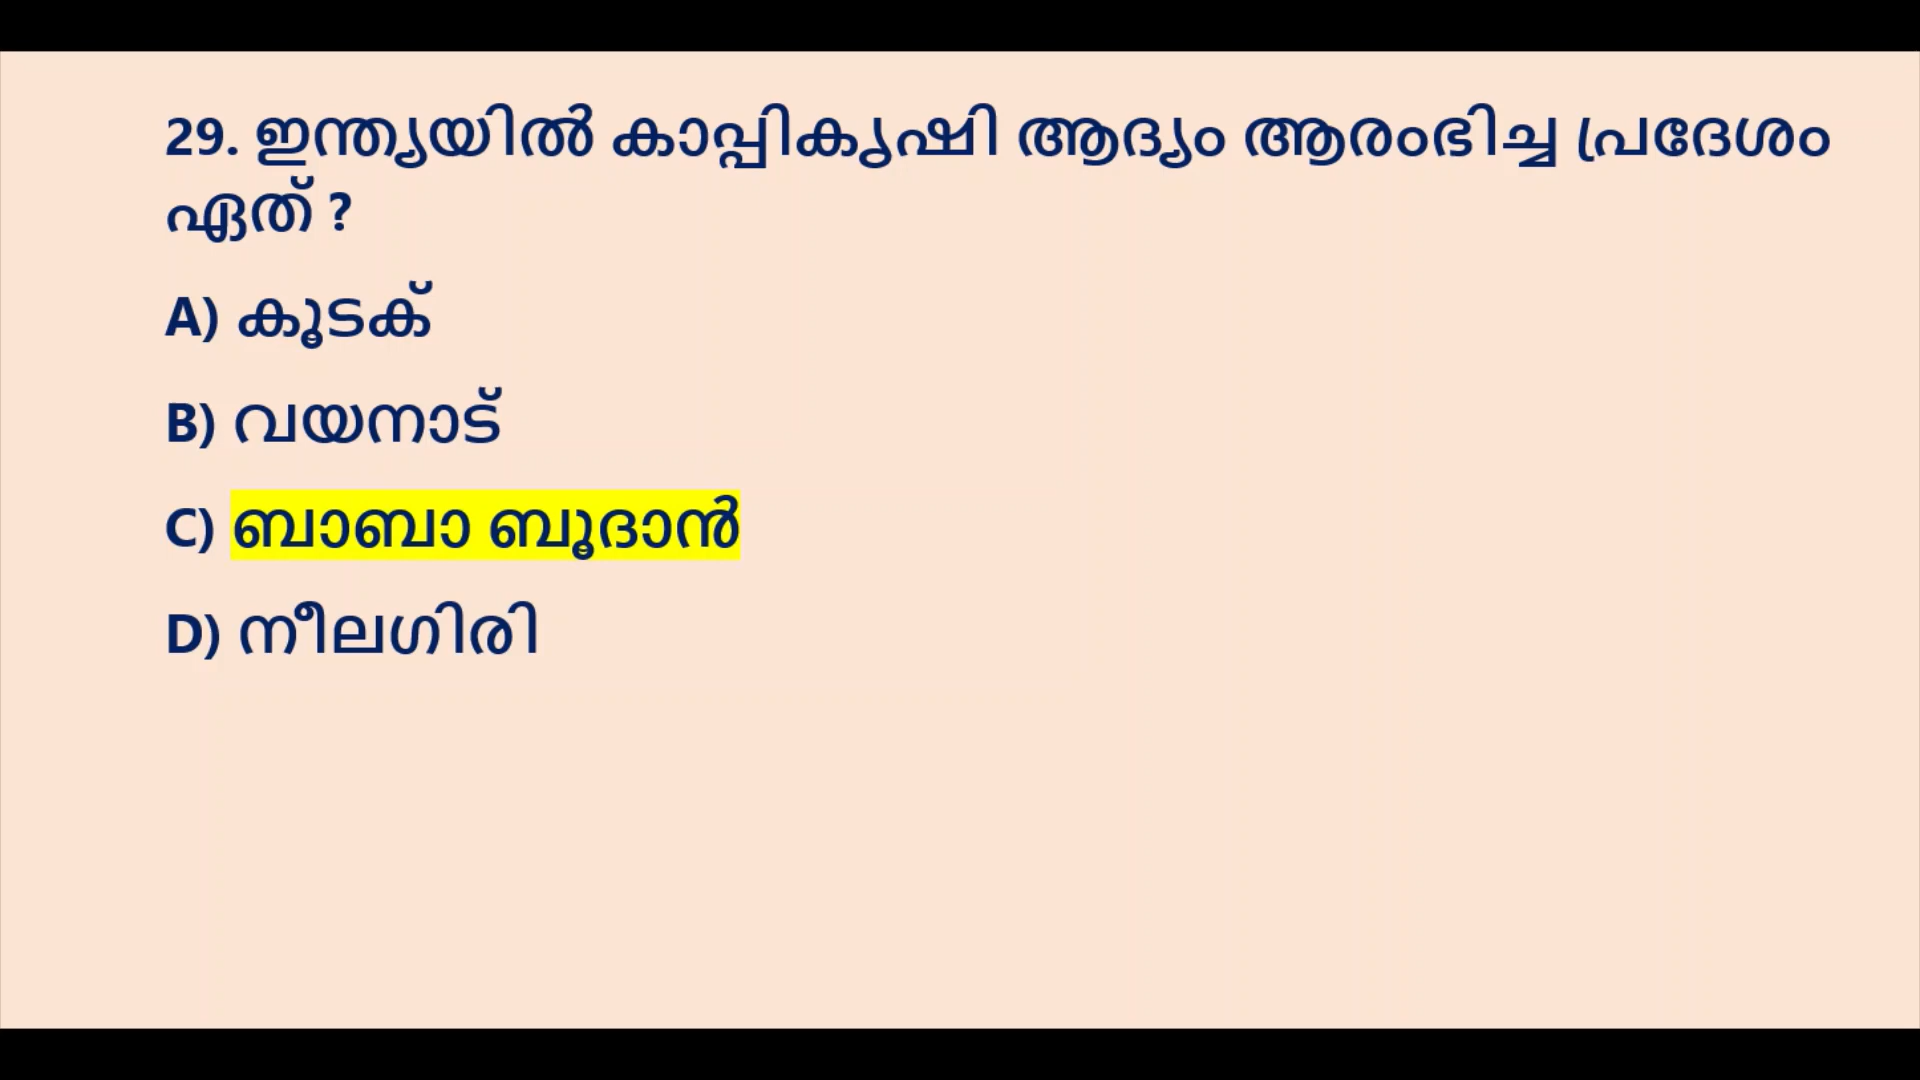 29. ഇന്ത്യയിൽ കാപ്പികൃഷി ആദ്യം ആരംഭിച്ച പ്രദേശം
ഏത് ?
A) കൂടക്
B) വയനാട്
C) ബാബാ ബൂദാൻ
D) നീലഗിരി